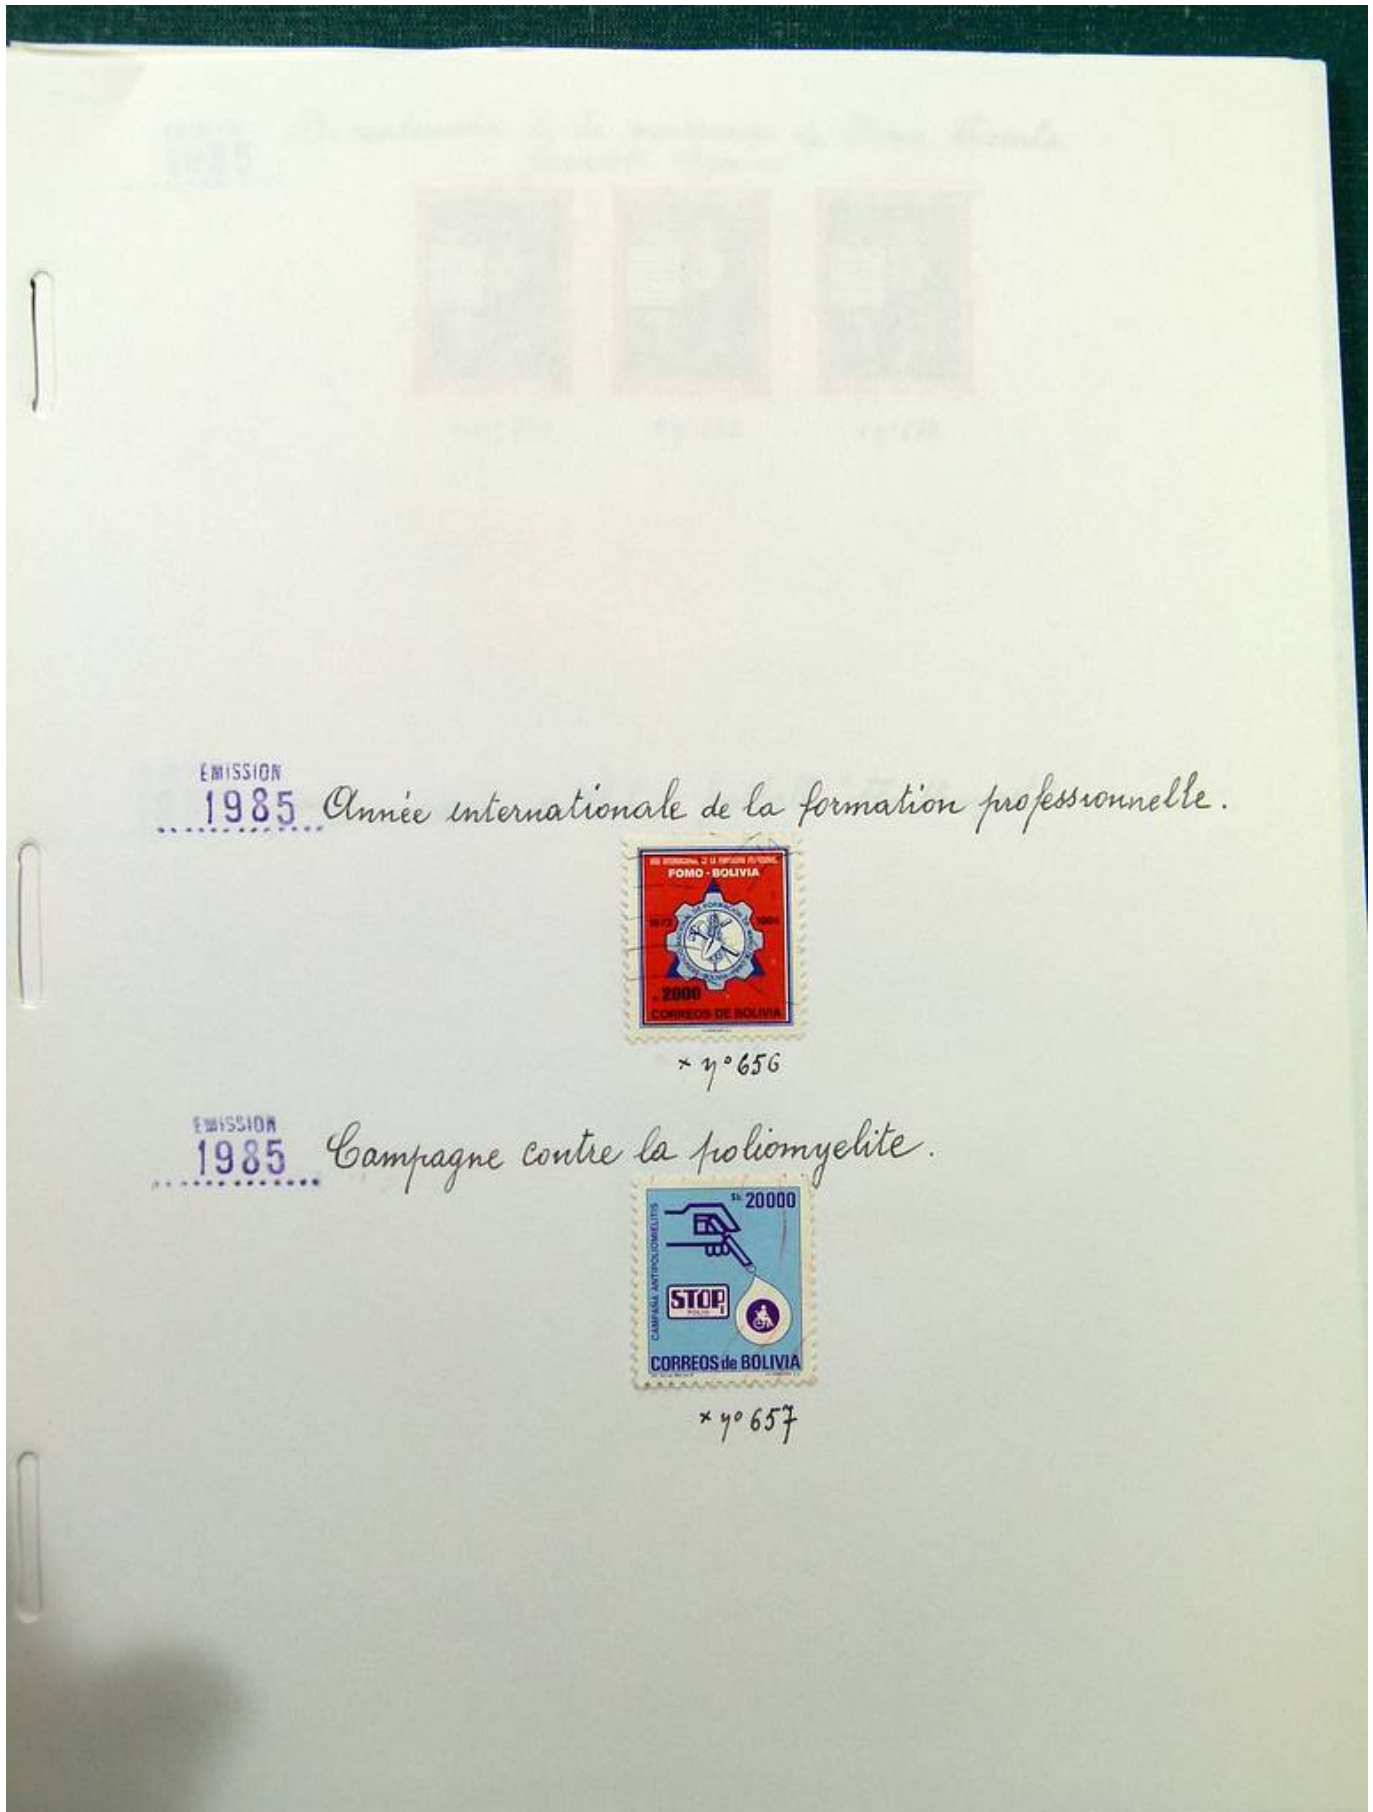 EMISSION
1985 Année internationale de la formation professionnelle.
FOMO - BOLIVIA
1973 1984
2000
CORREOS DE BOLIVIA
× n° 656
EMISSION
1985 Campagne contre la poliomyelite.
$b. 20000
CAMPAÑA ANTIPOLIOMIELITIS
STOP
POLIO
CORREOS de BOLIVIA
× n° 657